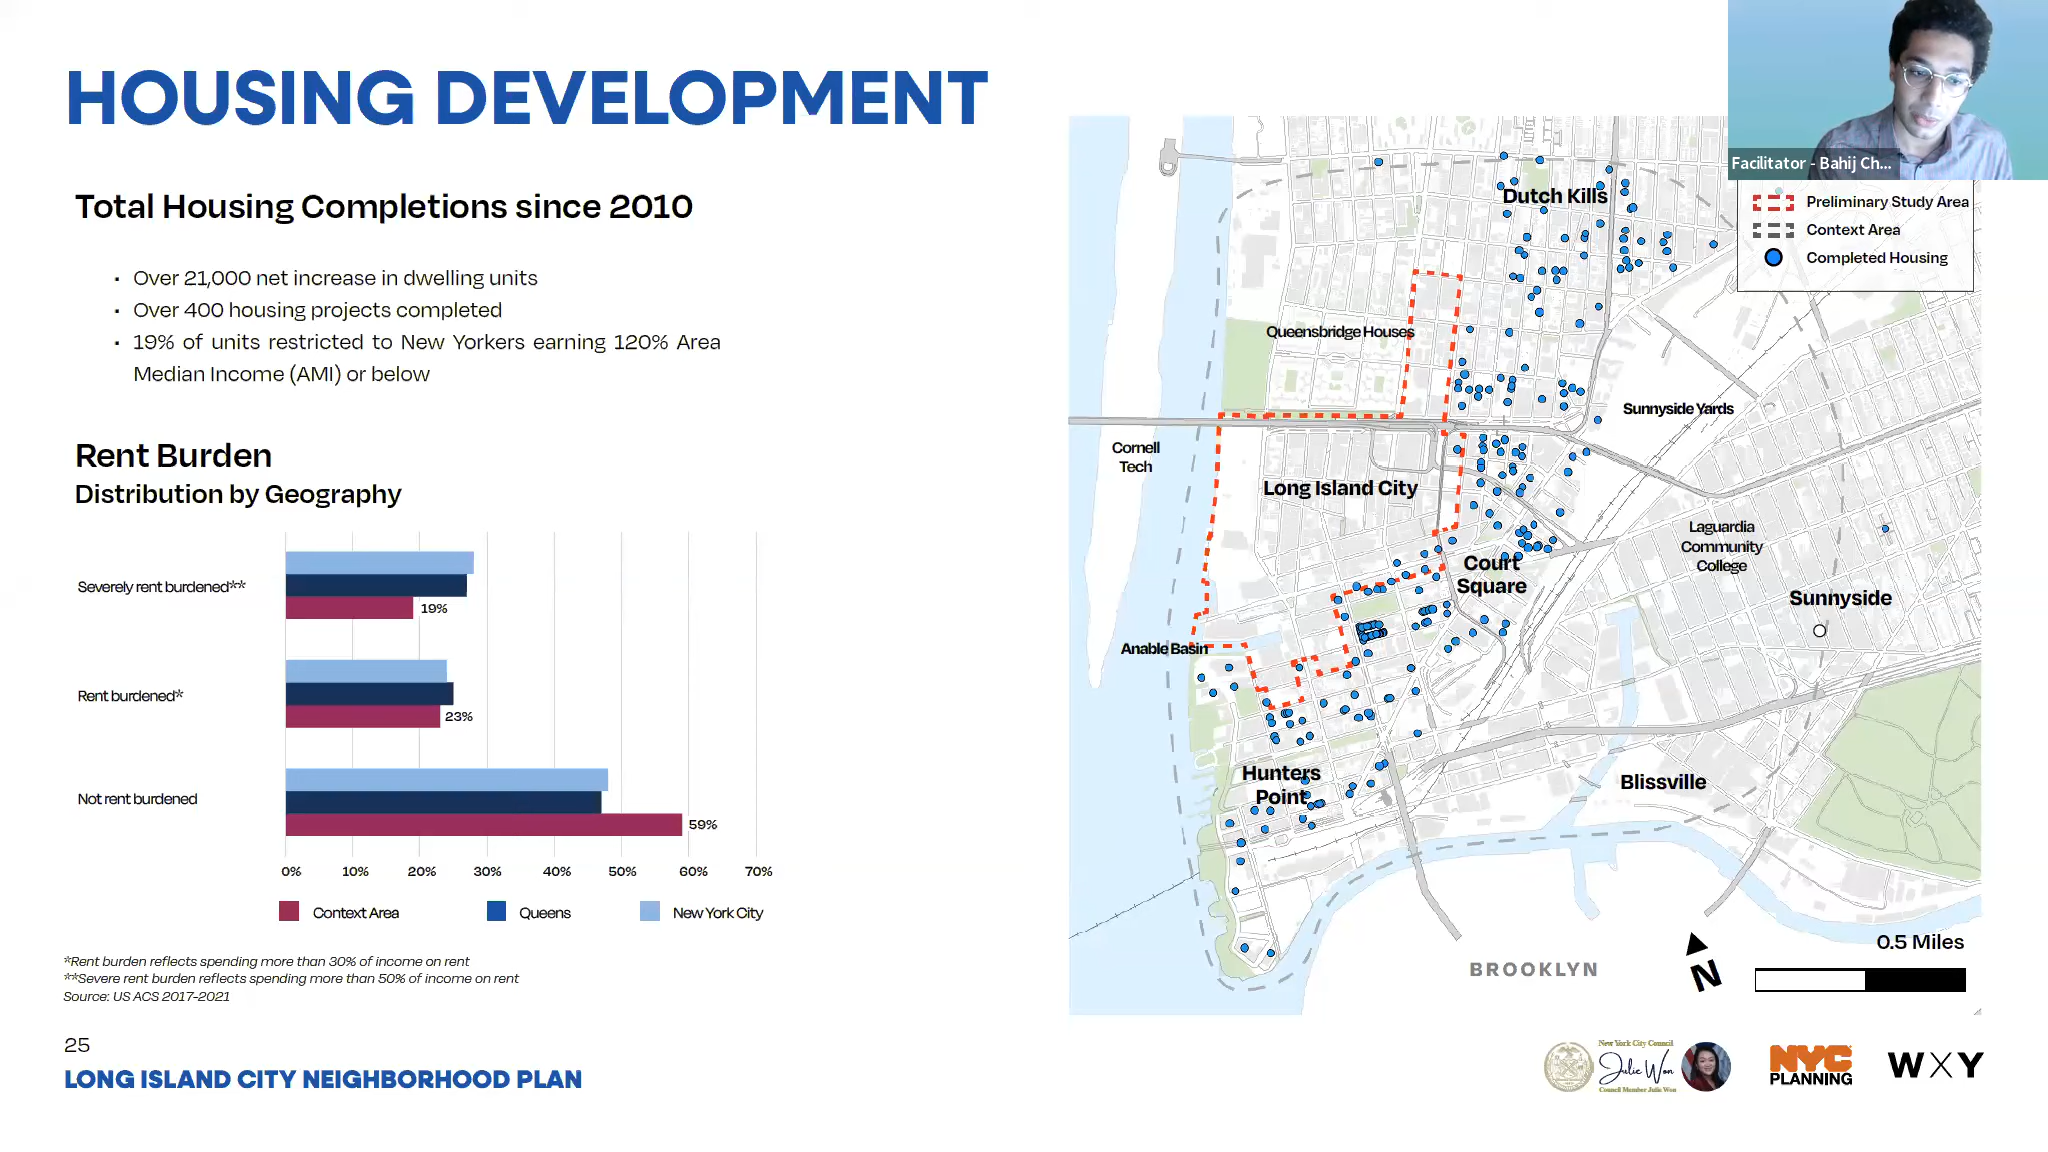 HOUSING DEVELOPMENT
Total Housing Completions since 2010
▪ Over 21,000 net increase in dwelling units
▪ Over 400 housing projects completed
▪ 19% of units restricted to New Yorkers earning 120% Area
Median Income (AMI) or below
Rent Burden
Distribution by Geography
Severely rent burdened**
19%
Rent burdened*
23%
Not rent burdened
59%
0% 10% 20% 30% 40% 50% 60% 70%
Context Area Queens New York City
*Rent burden reflects spending more than 30% of income on rent
**Severe rent burden reflects spending more than 50% of income on rent
Source: US ACS 2017-2021
25
LONG ISLAND CITY NEIGHBORHOOD PLAN
Facilitator - Bahij Ch...
Preliminary Study Area
Context Area
Completed Housing
Dutch Kills
Queensbridge Houses
Sunnyside Yards
Cornell
Tech
Long Island City
Laguardia
Community
College
Court
Square
Sunnyside
Anable Basin
Hunters
Point
Blissville
BROOKLYN
N
0.5 Miles
New York City Council
Julie Won
Council Member Julie Won
NYC
PLANNING
WXY